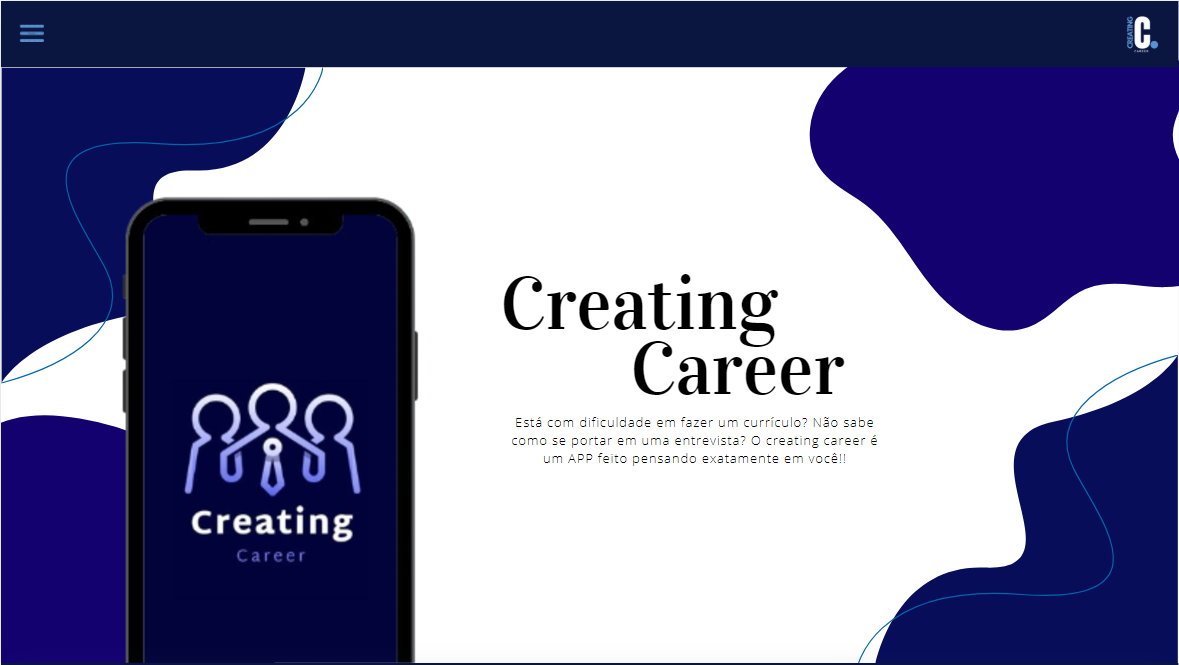 CREATING
C.
CAREER
Creating
Career
Está com dificuldade em fazer um currículo? Não sabe
como se portar em uma entrevista? O creating career é
um APP feito pensando exatamente em você!!
Creating
Career